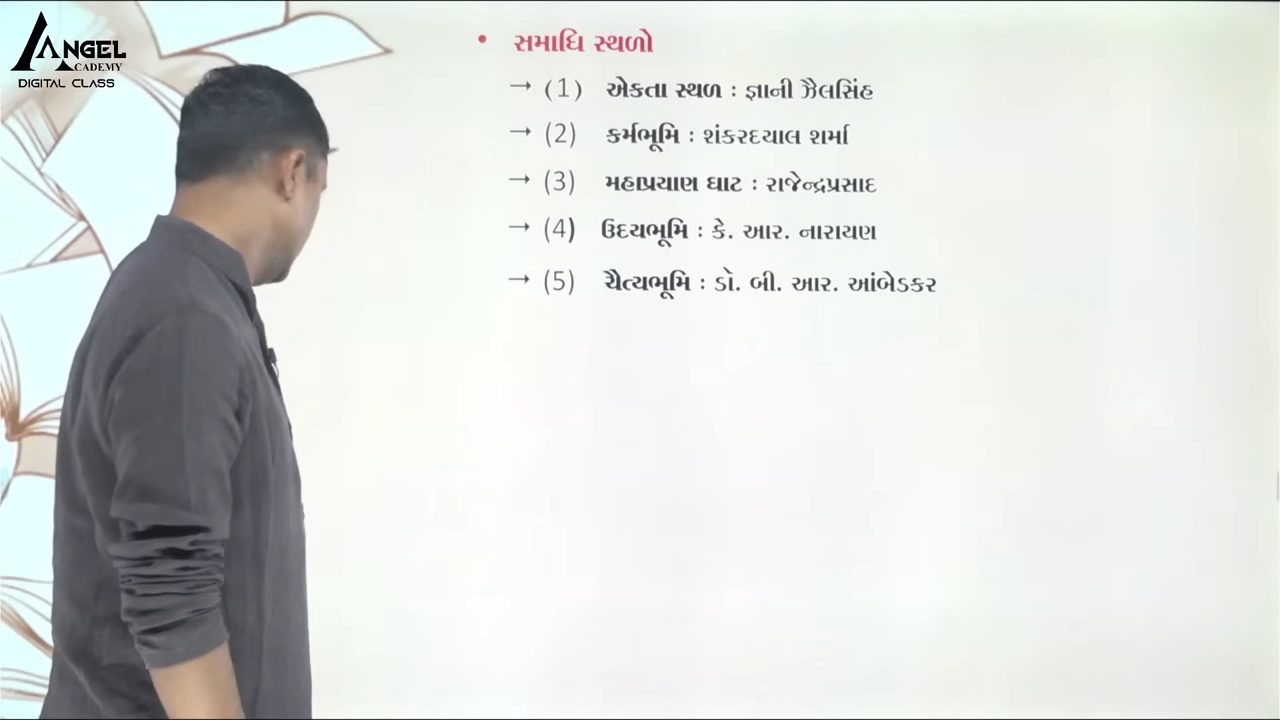 ANGEL
ACADEMY
DIGITAL CLASS
• સમાધિ સ્થળો
→ (1) એકતા સ્થળ : જ્ઞાની ઝૈલસિંહ
→ (2) કર્મભૂમિ : શંકરદયાલ શર્મા
→ (3) મહાપ્રયાણ ઘાટ : રાજેન્દ્રપ્રસાદ
→ (4) ઉદયભૂમિ : કે. આર. નારાયણ
→ (5) ચૈત્યભૂમિ : ડૉ. બી. આર. આંબેડકર